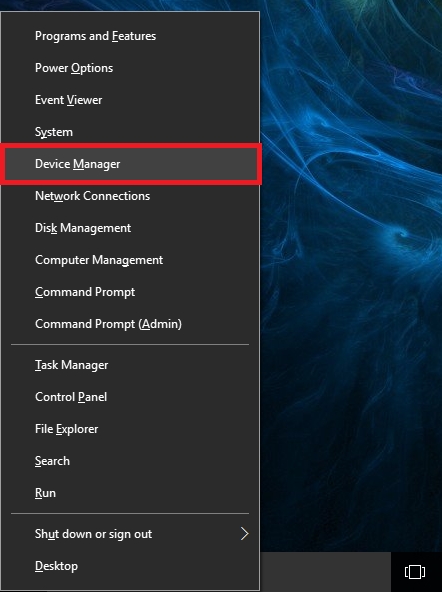 Programs and Features
Power Options
Event Viewer
System
Device Manager
Network Connections
Disk Management
Computer Management
Command Prompt
Command Prompt (Admin)
Task Manager
Control Panel
File Explorer
Search
Run
Shut down or sign out
Desktop